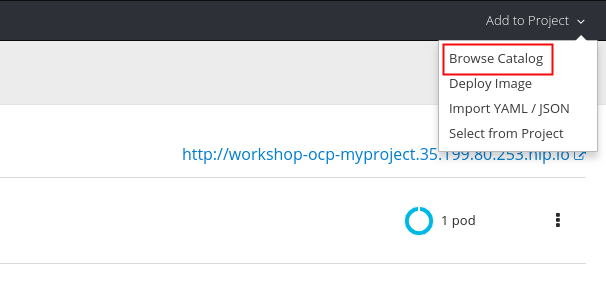 Add to Project
Browse Catalog
Deploy Image
Import YAML / JSON
Select from Project
http://workshop-ocp-myproject.35.199.80.253.nip.io
1 pod